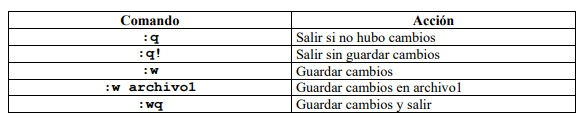 Comando Acción
:q Salir si no hubo cambios
:q! Salir sin guardar cambios
:w Guardar cambios
:w archivo1 Guardar cambios en archivo1
:wq Guardar cambios y salir